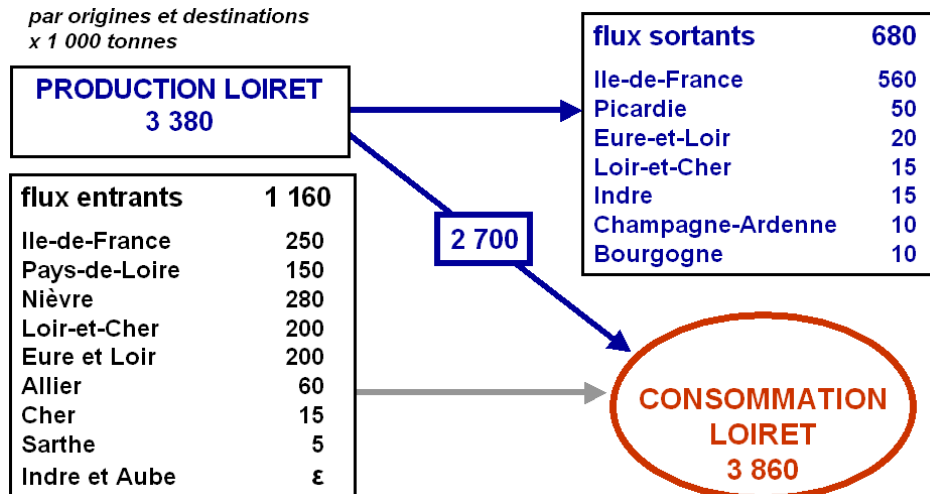 par origines et destinations
x 1 000 tonnes
PRODUCTION LOIRET
3 380
flux sortants 680
Ile-de-France 560
Picardie 50
Eure-et-Loir 20
Loir-et-Cher 15
Indre 15
Champagne-Ardenne 10
Bourgogne 10
flux entrants 1 160
Ile-de-France 250
Pays-de-Loire 150
Nièvre 280
Loir-et-Cher 200
Eure et Loir 200
Allier 60
Cher 15
Sarthe 5
Indre et Aube ε
2 700
CONSOMMATION
LOIRET
3 860